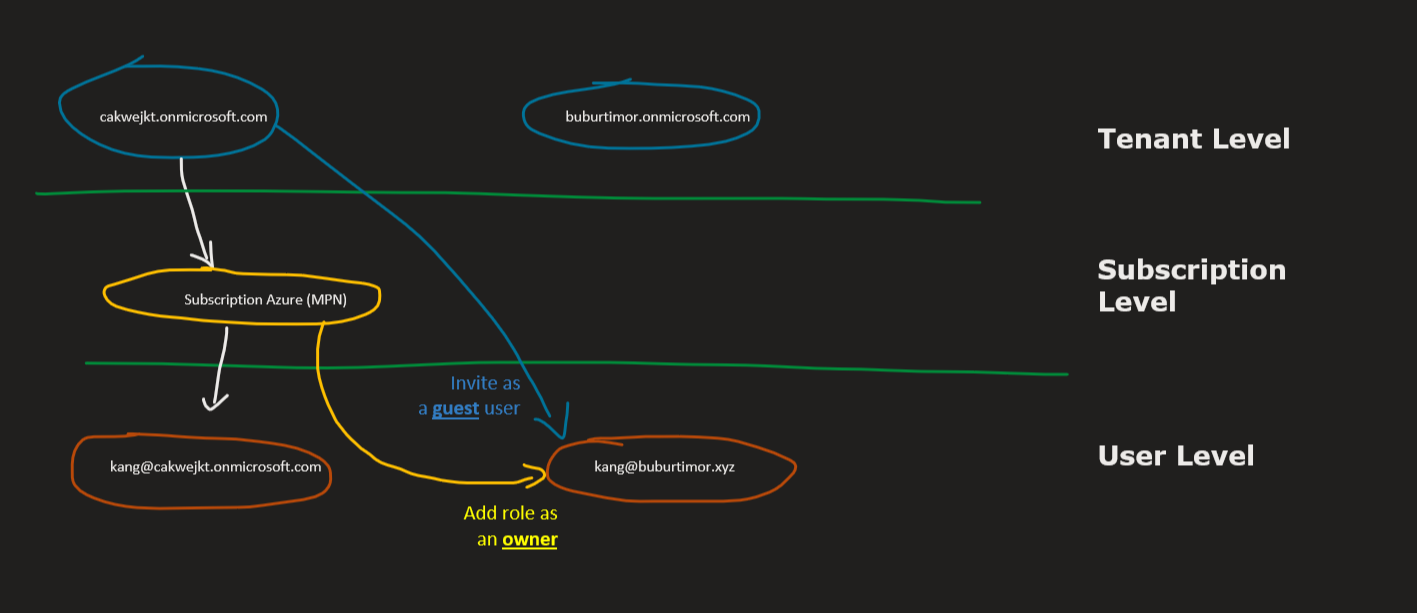 cakwejkt.onmicrosoft.com
buburtimor.onmicrosoft.com
Tenant Level
Subscription Azure (MPN)
Subscription
Level
Invite as
a guest user
kang@cakwejkt.onmicrosoft.com
kang@buburtimor.xyz
User Level
Add role as
an owner